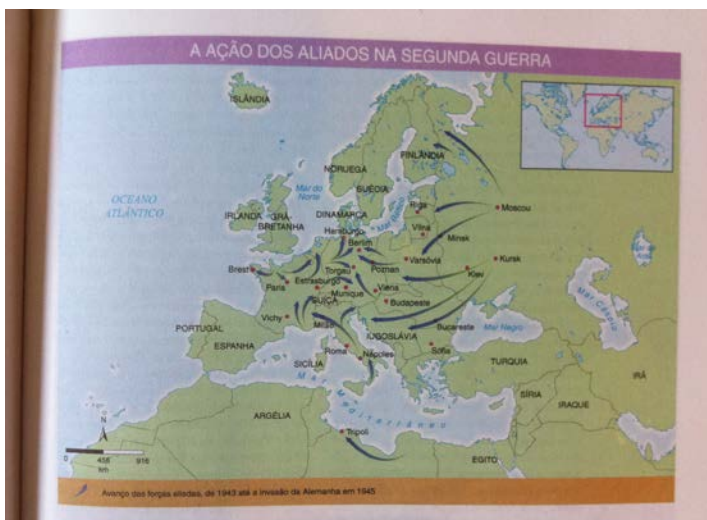 A AÇÃO DOS ALIADOS NA SEGUNDA GUERRA
ISLÂNDIA
FINLÂNDIA
NORUEGA
SUÉCIA
OCEANO
ATLÂNTICO
Mar do
Norte
Mar Báltico
Riga
Moscou
IRLANDA
GRÃ-
BRETANHA
DINAMARCA
Vilna
Minsk
Hamburgo
Berlim
Brest
Torgau
Poznan
Varsóvia
Kursk
Kiev
Paris
Estrasburgo
Munique
Viena
SUÍÇA
Budapeste
Mar Cáspio
Vichy
Milão
IUGOSLÁVIA
Bucareste
Mar Negro
PORTUGAL
ESPANHA
Roma
Nápoles
Sófia
SICÍLIA
TURQUIA
Mar Mediterrâneo
SÍRIA
IRAQUE
IRÃ
ARGÉLIA
Trípoli
EGITO
N
0 458 916
km
Avanço das forças aliadas, de 1943 até a invasão da Alemanha em 1945